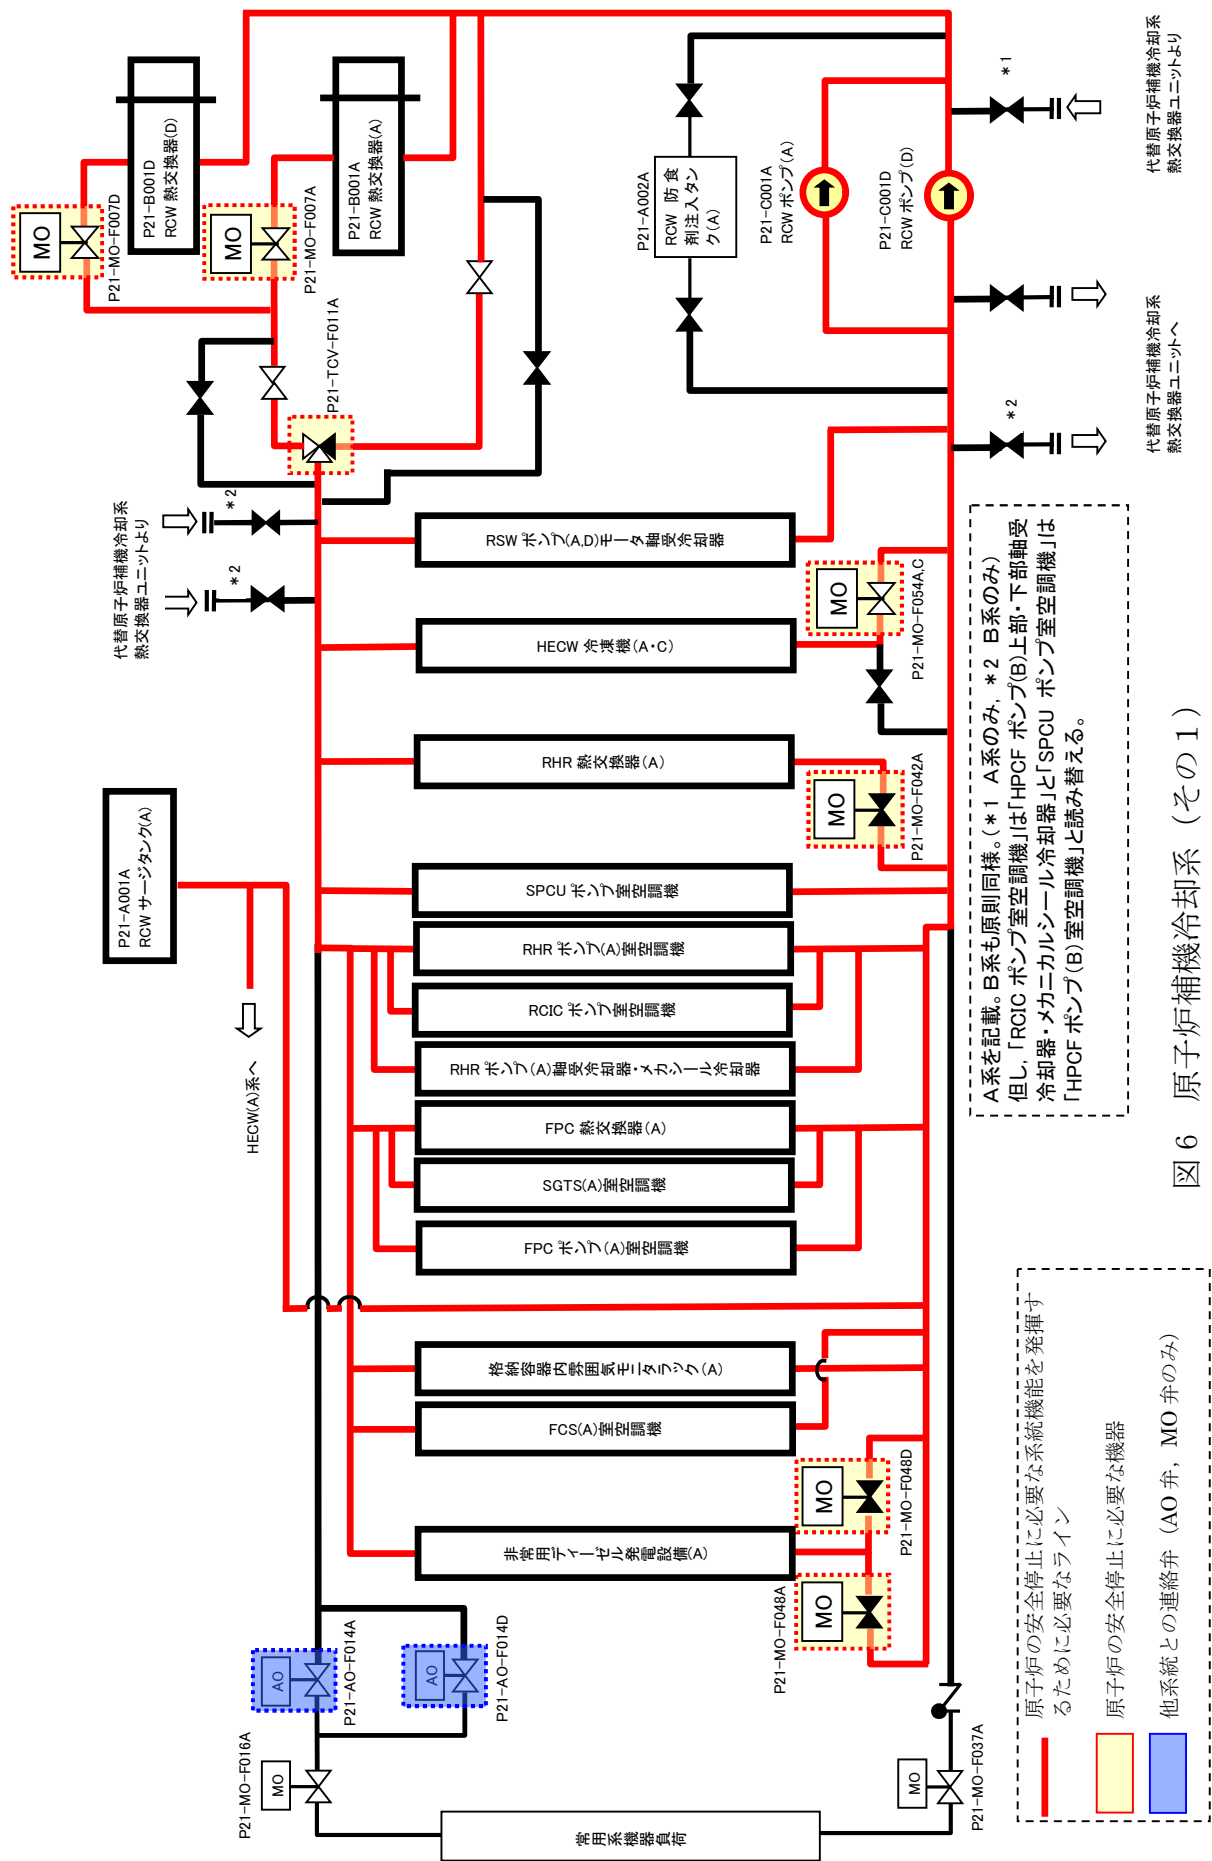 MO
P21-MO-F007D
P21-B001D
RCW 熱交換器(D)
MO
P21-MO-F007A
P21-B001A
RCW 熱交換器(A)
P21-TCV-F011A
代替原子炉補機冷却系
熱交換器ユニットより
*2
*2
P21-A002A
RCW 防食
剤注入タン
ク(A)
P21-C001A
RCW ポンプ(A)
P21-C001D
RCW ポンプ(D)
*1
代替原子炉補機冷却系
熱交換器ユニットより
代替原子炉補機冷却系
熱交換器ユニットへ
*2
RSW ポンプ(A,D)モータ軸受冷却器
HECW 冷凍機(A・C)
MO
P21-MO-F054A,C
RHR 熱交換器(A)
MO
P21-MO-F042A
P21-A001A
RCW サージタンク(A)
HECW(A)系へ
SPCU ポンプ室空調機
RHR ポンプ(A)室空調機
RCIC ポンプ室空調機
RHR ポンプ(A)軸受冷却器・メカシール冷却器
FPC 熱交換器(A)
SGTS(A)室空調機
FPC ポンプ(A)室空調機
格納容器内雰囲気モニタラック(A)
FCS(A)室空調機
非常用ディーゼル発電設備(A)
MO
P21-MO-F048D
MO
P21-MO-F048A
AO
P21-AO-F014A
AO
P21-AO-F014D
P21-MO-F016A
MO
常用系機器負荷
MO
P21-MO-F037A
A系を記載。B系も原則同様。(*1 A系のみ, *2 B系のみ)
但し,「RCIC ポンプ室空調機」は「HPCF ポンプ(B)上部・下部軸受
冷却器・メカニカルシール冷却器」と「SPCU ポンプ室空調機」は
「HPCF ポンプ(B)室空調機」と読み替える。
原子炉の安全停止に必要な系統機能を発揮す
るために必要なライン
原子炉の安全停止に必要な機器
他系統との連絡弁（AO 弁，MO 弁のみ）
図６　原子炉補機冷却系（その１）